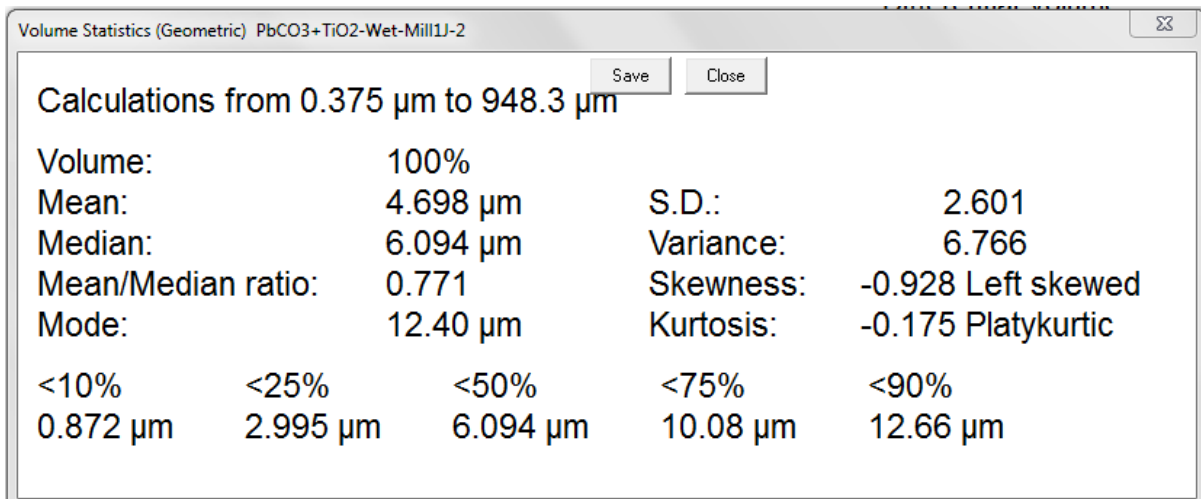 Volume Statistics (Geometric) PbCO3+TiO2-Wet-Mill1J-2
Save Close
Calculations from 0.375 µm to 948.3 µm
Volume: 100%
Mean: 4.698 µm S.D.: 2.601
Median: 6.094 µm Variance: 6.766
Mean/Median ratio: 0.771 Skewness: -0.928 Left skewed
Mode: 12.40 µm Kurtosis: -0.175 Platykurtic
<10% <25% <50% <75% <90%
0.872 µm 2.995 µm 6.094 µm 10.08 µm 12.66 µm